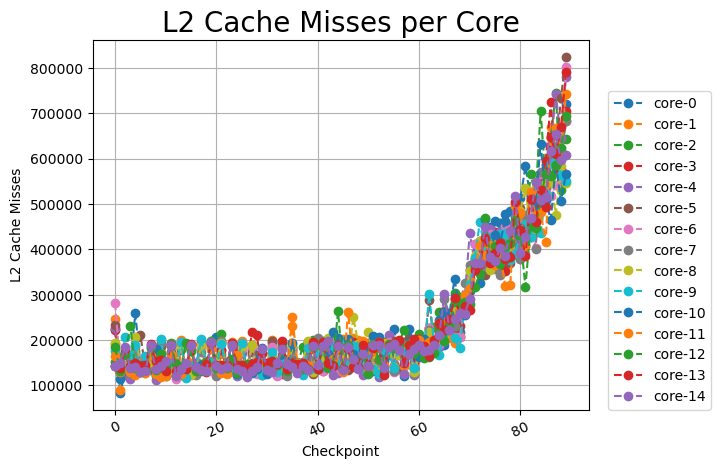 L2 Cache Misses per Core
L2 Cache Misses
800000
700000
600000
500000
400000
300000
200000
100000
0
20
40
60
80
Checkpoint
core-0
core-1
core-2
core-3
core-4
core-5
core-6
core-7
core-8
core-9
core-10
core-11
core-12
core-13
core-14